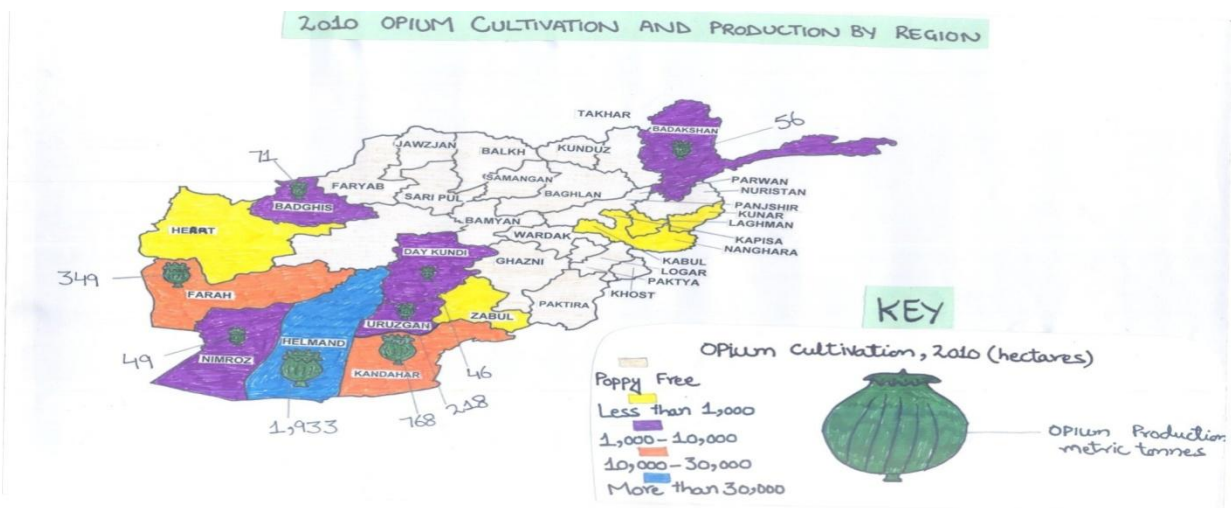 2010 OPIUM CULTIVATION AND PRODUCTION BY REGION
TAKHAR
BADAKSHAN
56
JAWZJAN
BALKH
KUNDUZ
71
FARYAB
SARI PUL
SAMANGAN
BAGHLAN
PARWAN
NURISTAN
BADGHIS
PANJSHIR
KUNAR
LAGHMAN
BAMYAN
WARDAK
KAPISA
NANGHARA
HERART
DAY KUNDI
GHAZNI
KABUL
LOGAR
PAKTYA
KHOST
349
FARAH
ZABUL
PAKTIRA
URUZGAN
HELMAND
49
NIMROZ
KANDAHAR
46
218
768
1,933
KEY
OPium Cultivation, 2010 (hectares)
Poppy Free
Less than 1,000
1,000-10,000
10,000-30,000
More than 30,000
OPium Production
metric tonnes